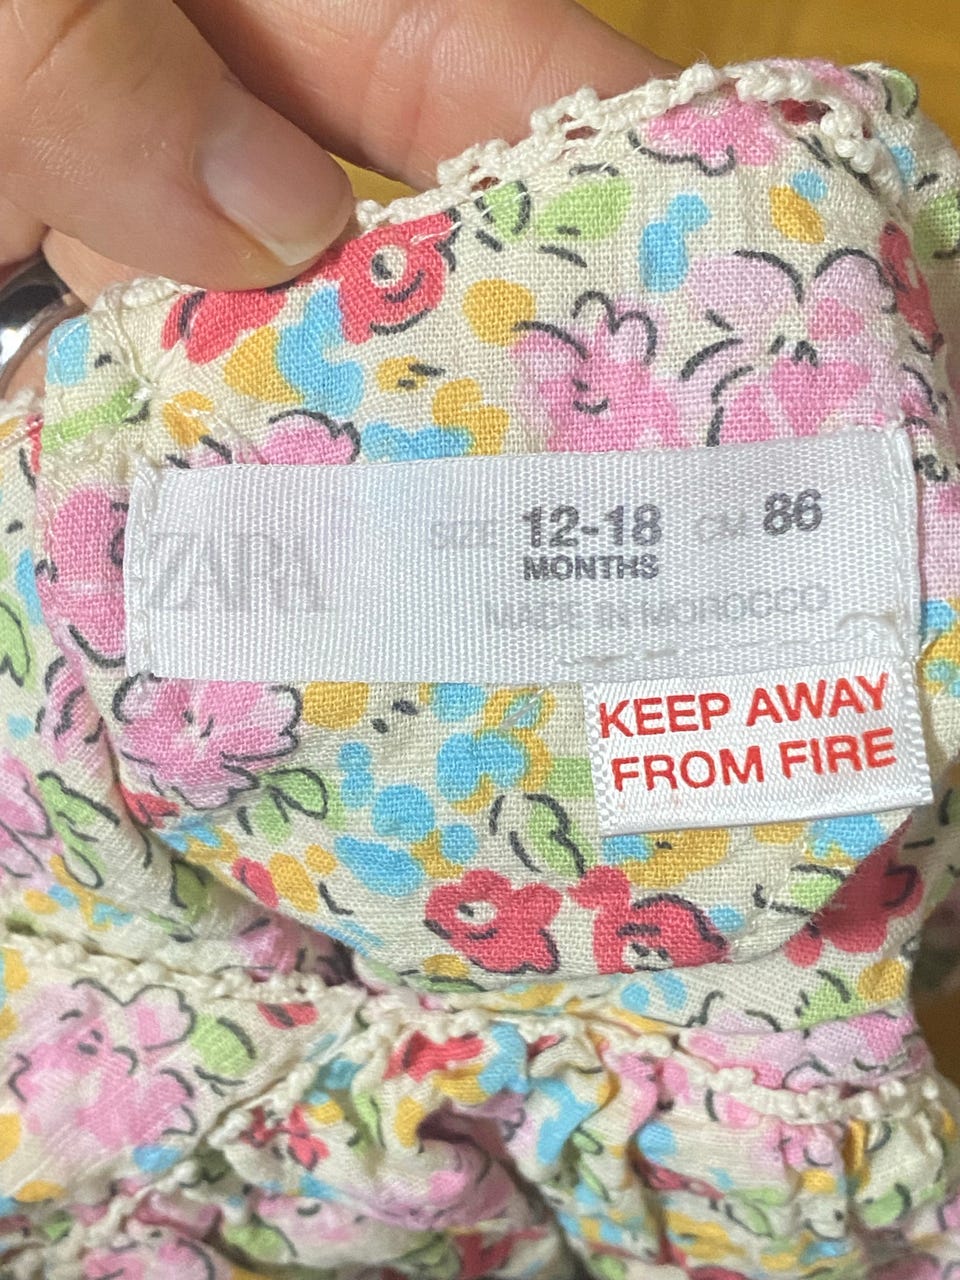 ZARA
SIZE 12-18 CM 86
MONTHS
MADE IN MOROCCO
KEEP AWAY
FROM FIRE